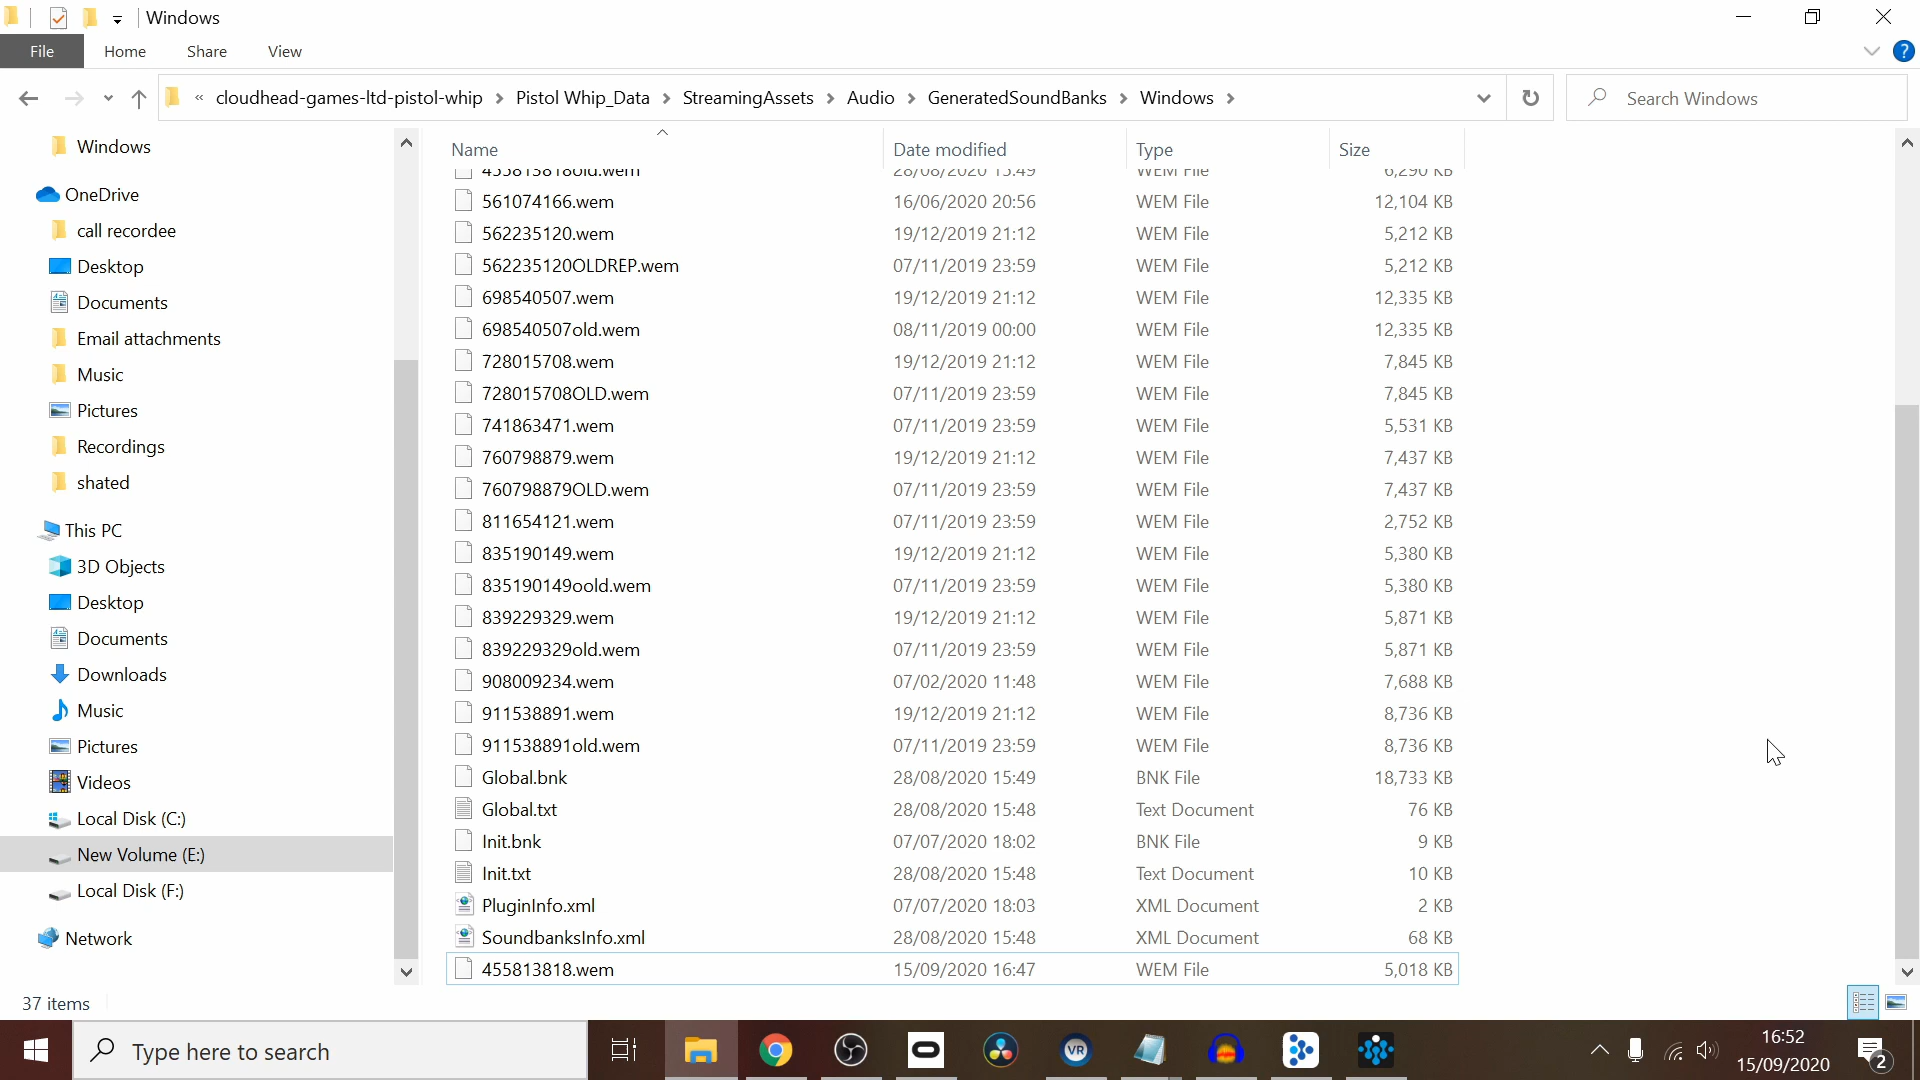 Windows
File Home Share View
« cloudhead-games-ltd-pistol-whip > Pistol Whip_Data > StreamingAssets > Audio > GeneratedSoundBanks > Windows >
Search Windows
Windows
OneDrive
call recordee
Desktop
Documents
Email attachments
Music
Pictures
Recordings
shated
This PC
3D Objects
Desktop
Documents
Downloads
Music
Pictures
Videos
Local Disk (C:)
New Volume (E:)
Local Disk (F:)
Network
Name Date modified Type Size
455813818old.wem 28/08/2020 15:49 WEM File 6,290 KB
561074166.wem 16/06/2020 20:56 WEM File 12,104 KB
562235120.wem 19/12/2019 21:12 WEM File 5,212 KB
562235120OLDREP.wem 07/11/2019 23:59 WEM File 5,212 KB
698540507.wem 19/12/2019 21:12 WEM File 12,335 KB
698540507old.wem 08/11/2019 00:00 WEM File 12,335 KB
728015708.wem 19/12/2019 21:12 WEM File 7,845 KB
728015708OLD.wem 07/11/2019 23:59 WEM File 7,845 KB
741863471.wem 07/11/2019 23:59 WEM File 5,531 KB
760798879.wem 19/12/2019 21:12 WEM File 7,437 KB
760798879OLD.wem 07/11/2019 23:59 WEM File 7,437 KB
811654121.wem 07/11/2019 23:59 WEM File 2,752 KB
835190149.wem 19/12/2019 21:12 WEM File 5,380 KB
835190149oold.wem 07/11/2019 23:59 WEM File 5,380 KB
839229329.wem 19/12/2019 21:12 WEM File 5,871 KB
839229329old.wem 07/11/2019 23:59 WEM File 5,871 KB
908009234.wem 07/02/2020 11:48 WEM File 7,688 KB
911538891.wem 19/12/2019 21:12 WEM File 8,736 KB
911538891old.wem 07/11/2019 23:59 WEM File 8,736 KB
Global.bnk 28/08/2020 15:49 BNK File 18,733 KB
Global.txt 28/08/2020 15:48 Text Document 76 KB
Init.bnk 07/07/2020 18:02 BNK File 9 KB
Init.txt 28/08/2020 15:48 Text Document 10 KB
PluginInfo.xml 07/07/2020 18:03 XML Document 2 KB
SoundbanksInfo.xml 28/08/2020 15:48 XML Document 68 KB
455813818.wem 15/09/2020 16:47 WEM File 5,018 KB
37 items
Type here to search
VR
16:52
15/09/2020
2